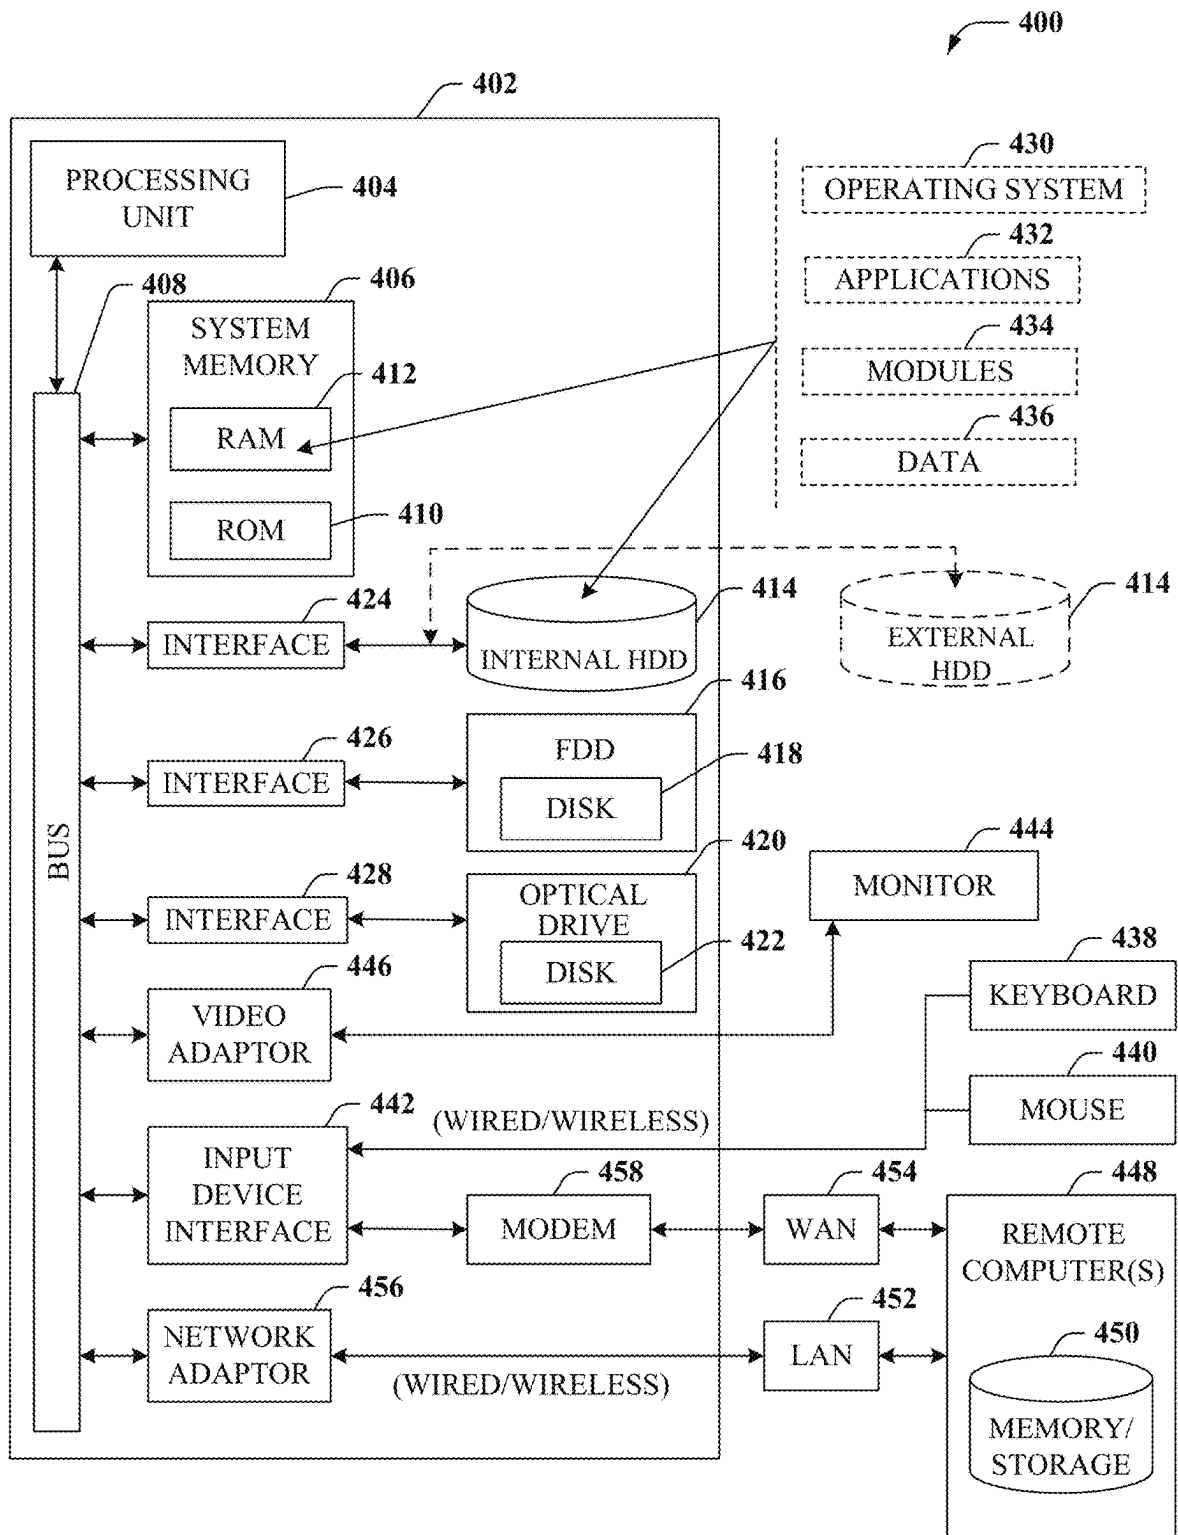 400
402
PROCESSING
UNIT
404
430
OPERATING SYSTEM
432
APPLICATIONS
434
MODULES
436
DATA
408
406
SYSTEM
MEMORY
412
RAM
410
ROM
424
INTERFACE
414
INTERNAL HDD
414
EXTERNAL
HDD
426
INTERFACE
416
FDD
418
DISK
BUS
428
INTERFACE
420
OPTICAL
DRIVE
422
DISK
444
MONITOR
446
VIDEO
ADAPTOR
438
KEYBOARD
440
MOUSE
442
INPUT
DEVICE
INTERFACE
(WIRED/WIRELESS)
458
MODEM
454
WAN
448
REMOTE
COMPUTER(S)
456
NETWORK
ADAPTOR
(WIRED/WIRELESS)
452
LAN
450
MEMORY/
STORAGE